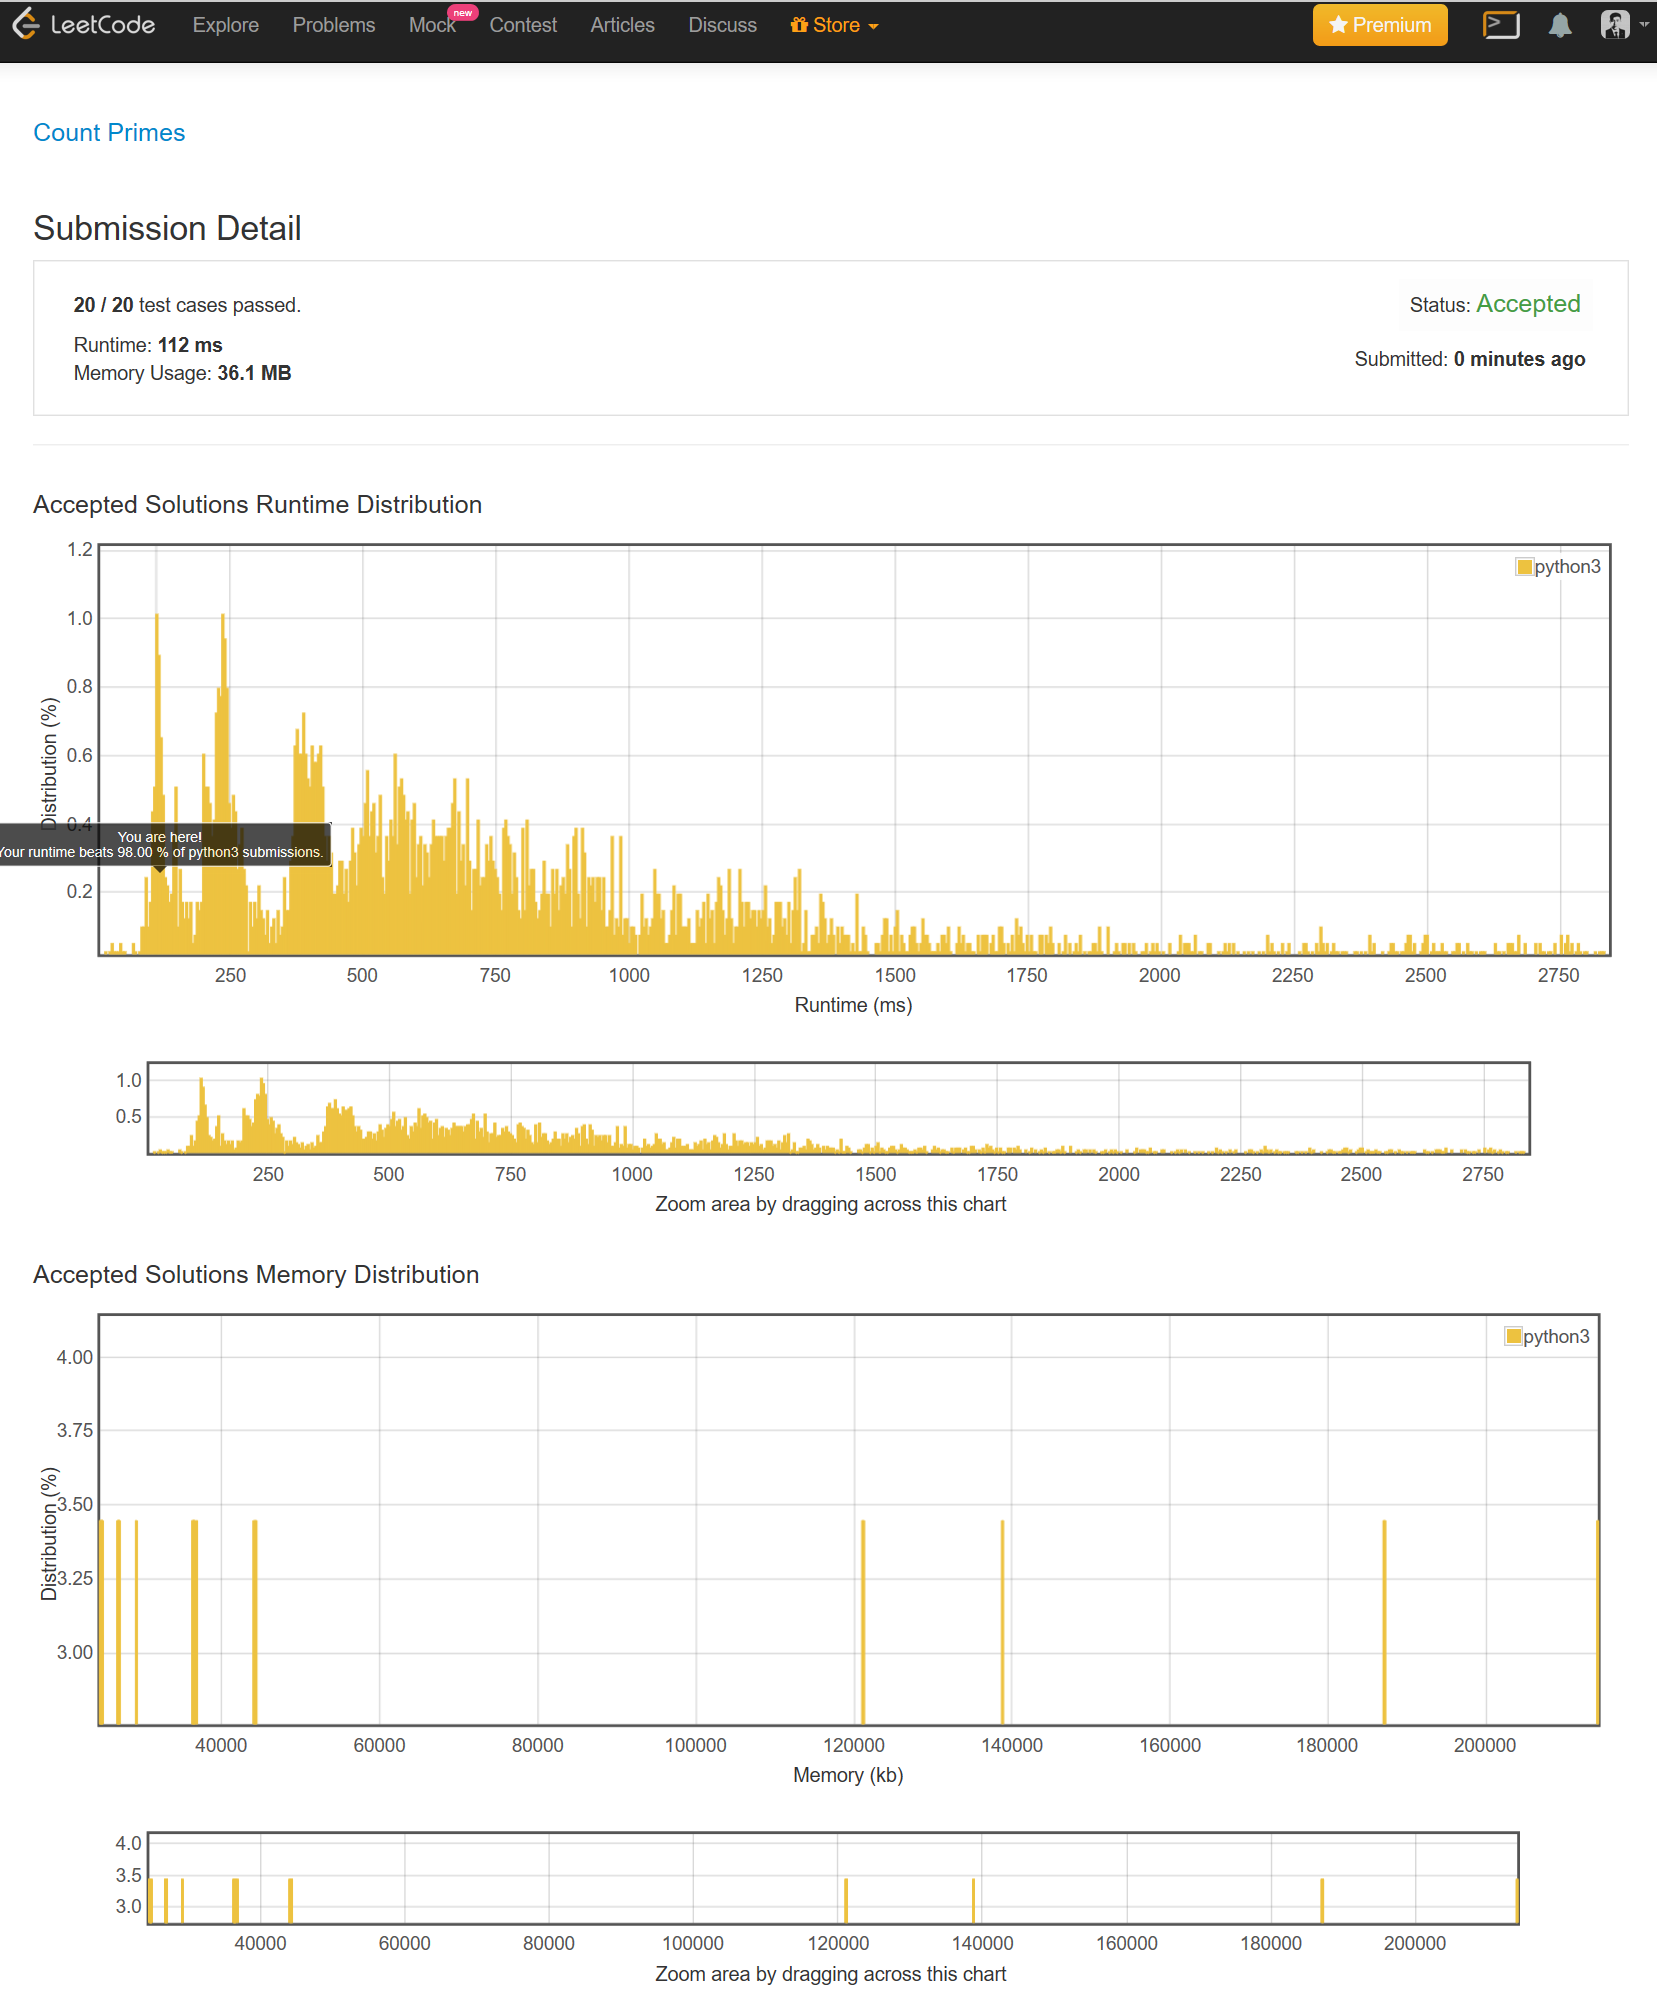 LeetCode Explore Problems Mock new Contest Articles Discuss Store Premium
Count Primes
Submission Detail
20 / 20 test cases passed.
Status: Accepted
Runtime: 112 ms
Submitted: 0 minutes ago
Memory Usage: 36.1 MB
Accepted Solutions Runtime Distribution
1.2
1.0
0.8
0.6
0.4
0.2
Distribution (%)
python3
You are here!
Your runtime beats 98.00 % of python3 submissions.
250 500 750 1000 1250 1500 1750 2000 2250 2500 2750
Runtime (ms)
1.0
0.5
250 500 750 1000 1250 1500 1750 2000 2250 2500 2750
Zoom area by dragging across this chart
Accepted Solutions Memory Distribution
4.00
3.75
3.50
3.25
3.00
Distribution (%)
python3
40000 60000 80000 100000 120000 140000 160000 180000 200000
Memory (kb)
4.0
3.5
3.0
40000 60000 80000 100000 120000 140000 160000 180000 200000
Zoom area by dragging across this chart